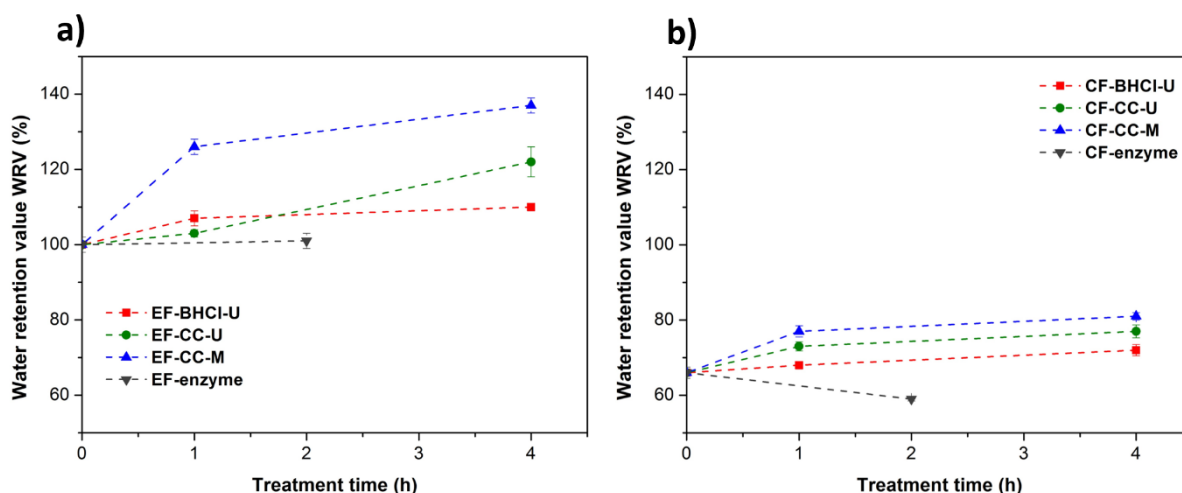 a)
Water retention value WRV (%)
140
120
100
80
60
0
1
2
3
4
Treatment time (h)
EF-BHCl-U
EF-CC-U
EF-CC-M
EF-enzyme
b)
Water retention value WRV (%)
140
120
100
80
60
0
1
2
3
4
Treatment time (h)
CF-BHCl-U
CF-CC-U
CF-CC-M
CF-enzyme